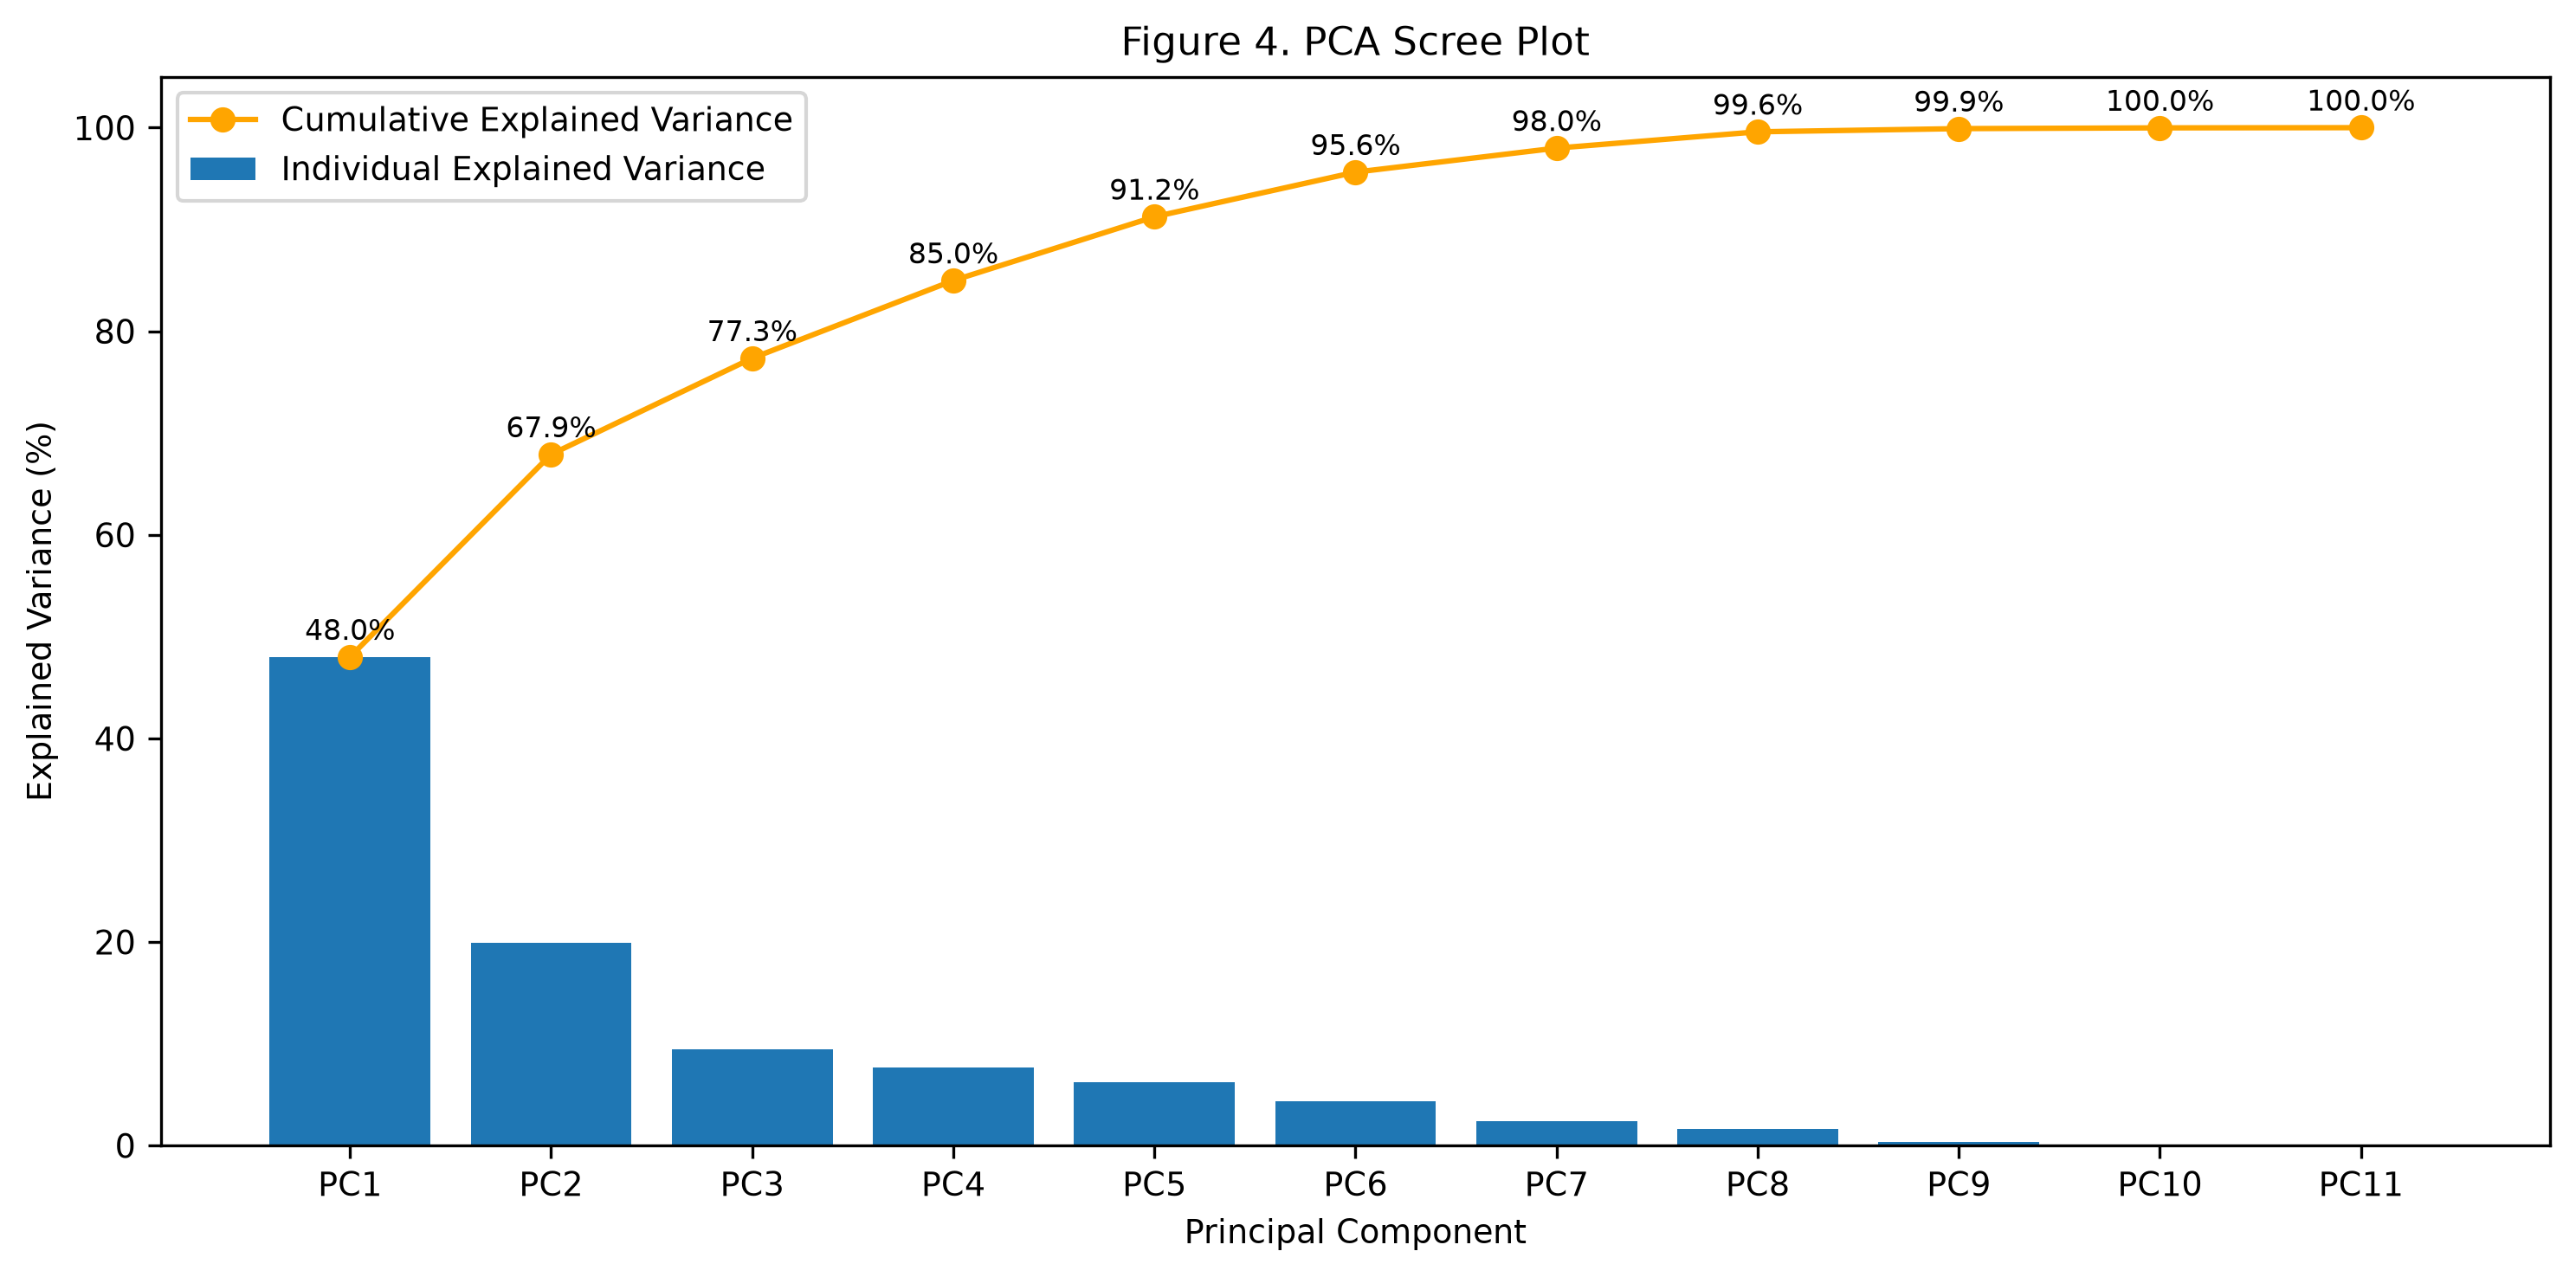 Figure 4. PCA Scree Plot
Cumulative Explained Variance
Individual Explained Variance
Explained Variance (%)
100
80
60
40
20
0
48.0%
67.9%
77.3%
85.0%
91.2%
95.6%
98.0%
99.6%
99.9%
100.0%
100.0%
PC1 PC2 PC3 PC4 PC5 PC6 PC7 PC8 PC9 PC10 PC11
Principal Component